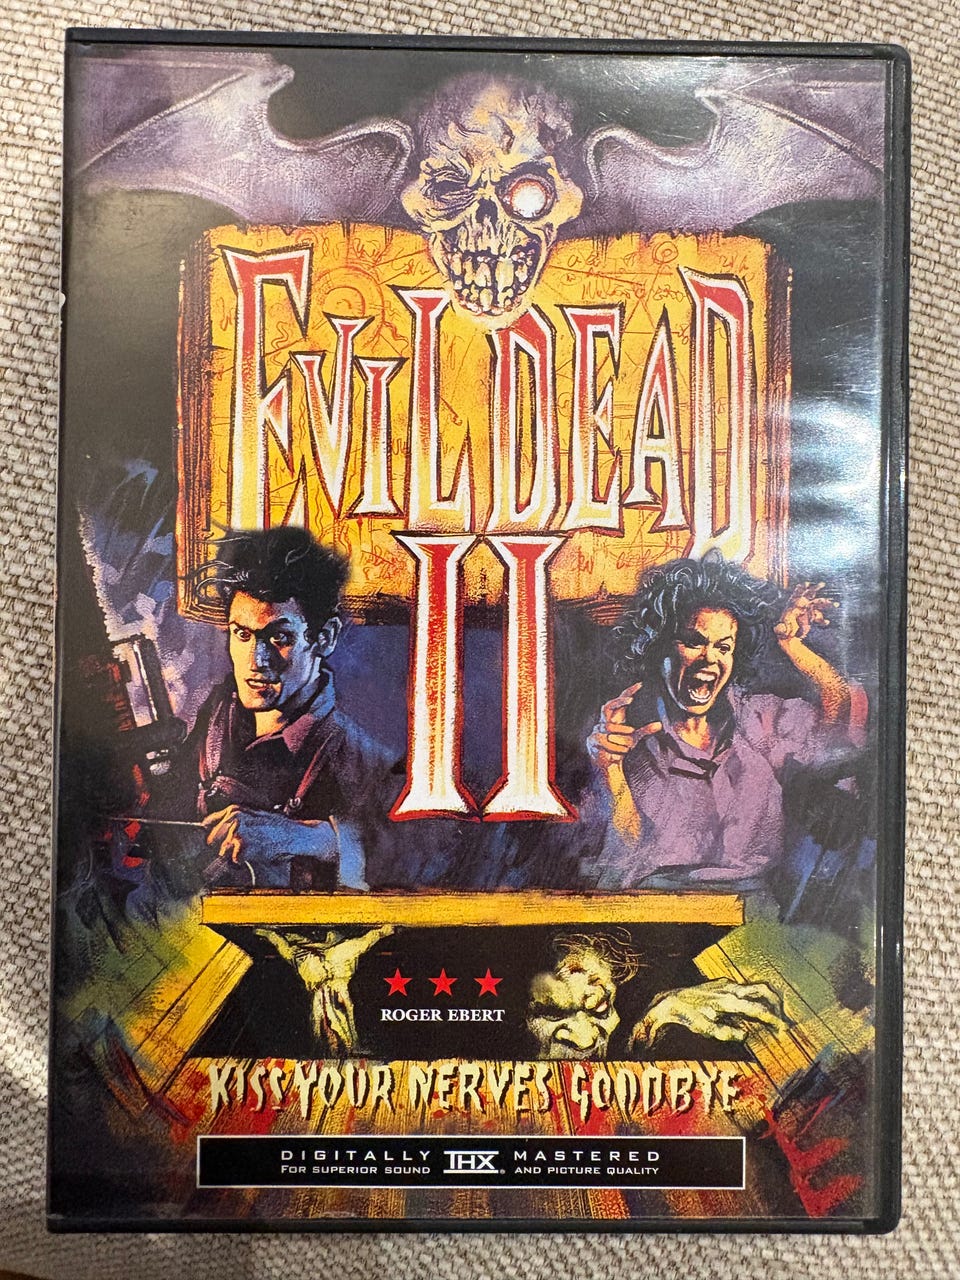 EVIL DEAD
II
ROGER EBERT
KISS YOUR NERVES GOODBYE
DIGITALLY THX MASTERED
FOR SUPERIOR SOUND AND PICTURE QUALITY